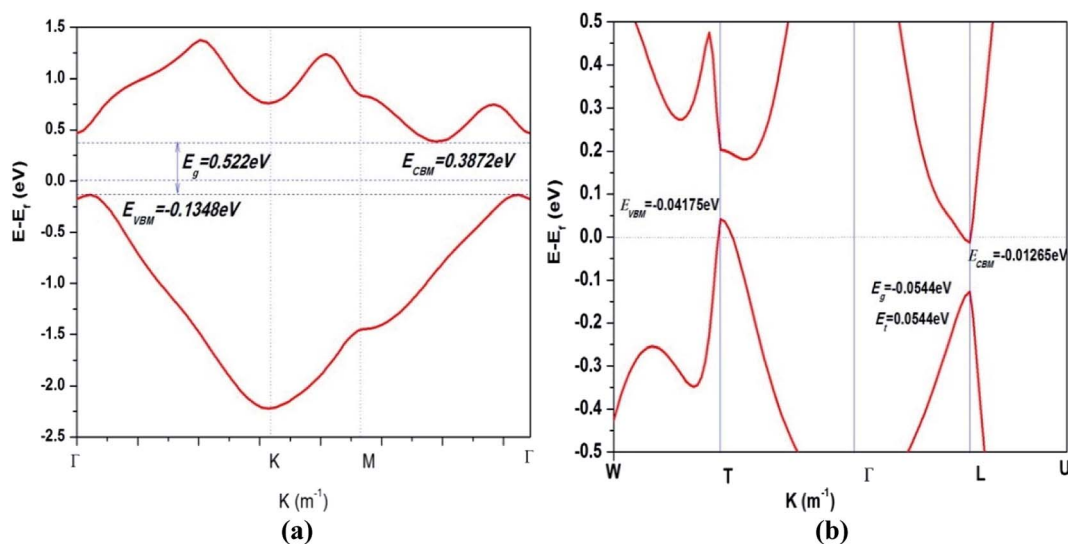 1.5
1.0
0.5
0.0
-0.5
-1.0
-1.5
-2.0
-2.5
E-E_f (eV)
E_g=0.522eV
E_CBM=0.3872eV
E_VBM=-0.1348eV
Γ K M Γ
K (m⁻¹)
(a)
0.5
0.4
0.3
0.2
0.1
0.0
-0.1
-0.2
-0.3
-0.4
-0.5
E-E_f (eV)
E_VBM=-0.04175eV
E_CBM=-0.01265eV
E_g=-0.0544eV
E_t=0.0544eV
W T Γ L U
K (m⁻¹)
(b)